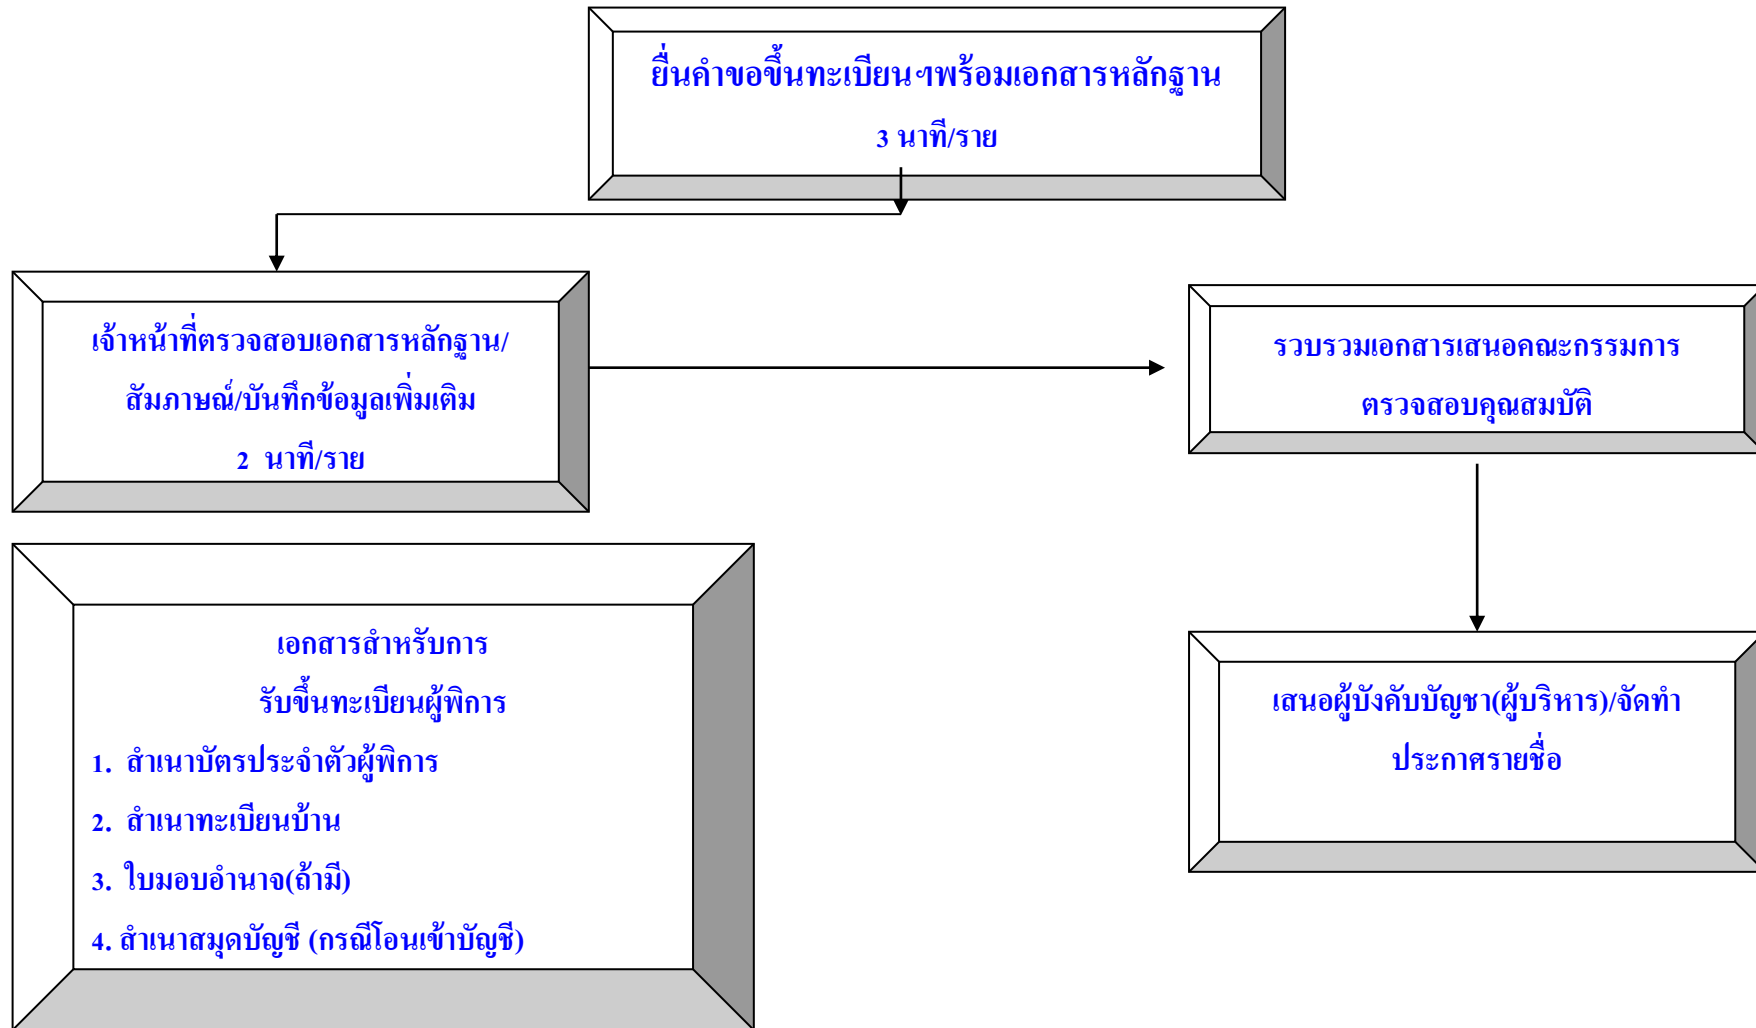 ยื่นคำขอขึ้นทะเบียนฯพร้อมเอกสารหลักฐาน
3 นาที/ราย
เจ้าหน้าที่ตรวจสอบเอกสารหลักฐาน/
สัมภาษณ์/บันทึกข้อมูลเพิ่มเติม
2 นาที/ราย
รวบรวมเอกสารเสนอคณะกรรมการ
ตรวจสอบคุณสมบัติ
เสนอผู้บังคับบัญชา(ผู้บริหาร)/จัดทำ
ประกาศรายชื่อ
เอกสารสำหรับการ
รับขึ้นทะเบียนผู้พิการ
1. สำเนาบัตรประจำตัวผู้พิการ
2. สำเนาทะเบียนบ้าน
3. ใบมอบอำนาจ(ถ้ามี)
4. สำเนาสมุดบัญชี (กรณีโอนเข้าบัญชี)